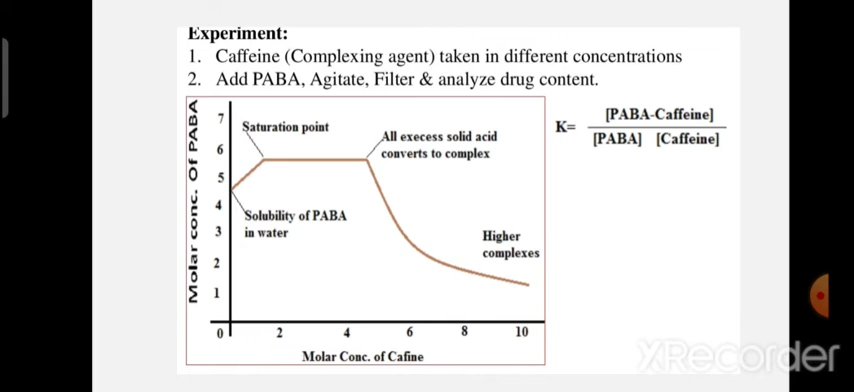 Experiment:
1. Caffeine (Complexing agent) taken in different concentrations
2. Add PABA, Agitate, Filter & analyze drug content.
Molar conc. Of PABA
7
6
5
4
3
2
1
0
2
4
6
8
10
Saturation point
All execess solid acid
converts to complex
Solubility of PABA
in water
Higher
complexes
Molar Conc. of Cafine
K= [PABA-Caffeine]
[PABA] [Caffeine]
XRecorder